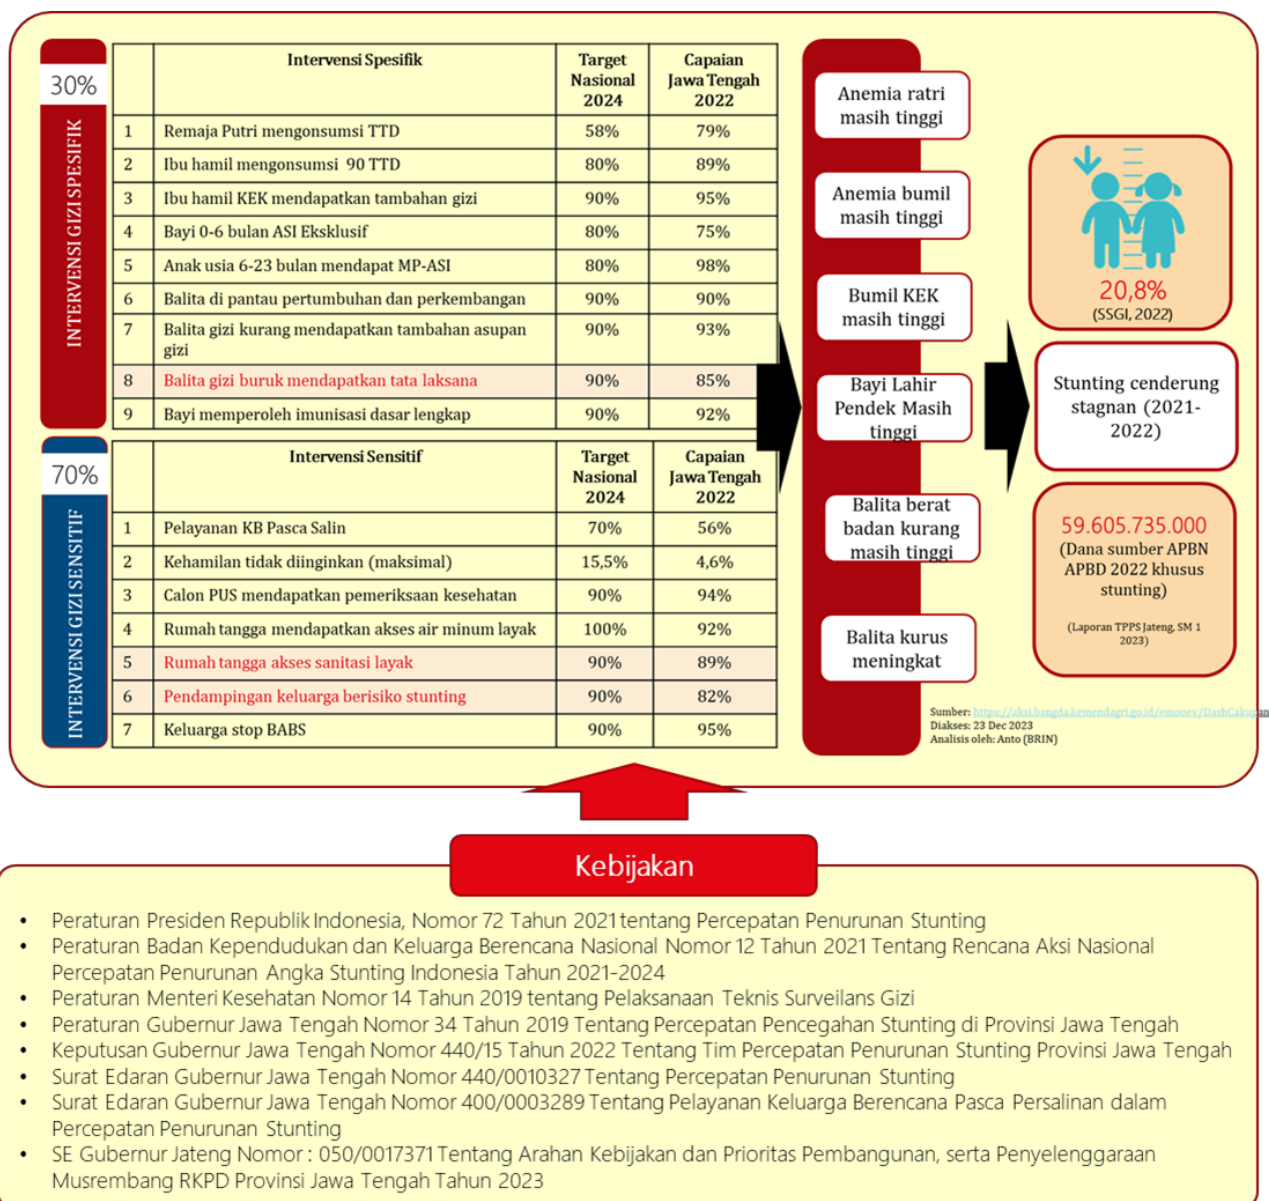 30%
INTERVENSI GIZI SPESIFIK
Intervensi Spesifik
Target Nasional 2024
Capaian Jawa Tengah 2022
1 Remaja Putri mengonsumsi TTD 58% 79%
2 Ibu hamil mengonsumsi 90 TTD 80% 89%
3 Ibu hamil KEK mendapatkan tambahan gizi 90% 95%
4 Bayi 0-6 bulan ASI Eksklusif 80% 75%
5 Anak usia 6-23 bulan mendapat MP-ASI 80% 98%
6 Balita di pantau pertumbuhan dan perkembangan 90% 90%
7 Balita gizi kurang mendapatkan tambahan asupan 90% 93%
gizi
8 Balita gizi buruk mendapatkan tata laksana 90% 85%
9 Bayi memperoleh imunisasi dasar lengkap 90% 92%
70%
INTERVENSI GIZI SENSITIF
Intervensi Sensitif
Target Nasional 2024
Capaian Jawa Tengah 2022
1 Pelayanan KB Pasca Salin 70% 56%
2 Kehamilan tidak diinginkan (maksimal) 15,5% 4,6%
3 Calon PUS mendapatkan pemeriksaan kesehatan 90% 94%
4 Rumah tangga mendapatkan akses air minum layak 100% 92%
5 Rumah tangga akses sanitasi layak 90% 89%
6 Pendampingan keluarga berisiko stunting 90% 82%
7 Keluarga stop BABS 90% 95%
Anemia ratri
masih tinggi
Anemia bumil
masih tinggi
Bumil KEK
masih tinggi
Bayi Lahir
Pendek Masih
tinggi
Balita berat
badan kurang
masih tinggi
Balita kurus
meningkat
20,8%
(SSGI, 2022)
Stunting cenderung
stagnan (2021-
2022)
59.605.735.000
(Dana sumber APBN
APBD 2022 khusus
stunting)
(Laporan TPPS Jateng, SM 1
2023)
Sumber: https://aksi.bangda.kemendagri.go.id/emonev/DashCakupan
Diakses: 23 Dec 2023
Analisis oleh: Anto (BRIN)
Kebijakan
• Peraturan Presiden Republik Indonesia, Nomor 72 Tahun 2021 tentang Percepatan Penurunan Stunting
• Peraturan Badan Kependudukan dan Keluarga Berencana Nasional Nomor 12 Tahun 2021 Tentang Rencana Aksi Nasional
Percepatan Penurunan Angka Stunting Indonesia Tahun 2021-2024
• Peraturan Menteri Kesehatan Nomor 14 Tahun 2019 tentang Pelaksanaan Teknis Surveilans Gizi
• Peraturan Gubernur Jawa Tengah Nomor 34 Tahun 2019 Tentang Percepatan Pencegahan Stunting di Provinsi Jawa Tengah
• Keputusan Gubernur Jawa Tengah Nomor 440/15 Tahun 2022 Tentang Tim Percepatan Penurunan Stunting Provinsi Jawa Tengah
• Surat Edaran Gubernur Jawa Tengah Nomor 440/0010327 Tentang Percepatan Penurunan Stunting
• Surat Edaran Gubernur Jawa Tengah Nomor 400/0003289 Tentang Pelayanan Keluarga Berencana Pasca Persalinan dalam
Percepatan Penurunan Stunting
• SE Gubernur Jateng Nomor : 050/0017371 Tentang Arahan Kebijakan dan Prioritas Pembangunan, serta Penyelenggaraan
Musrembang RKPD Provinsi Jawa Tengah Tahun 2023